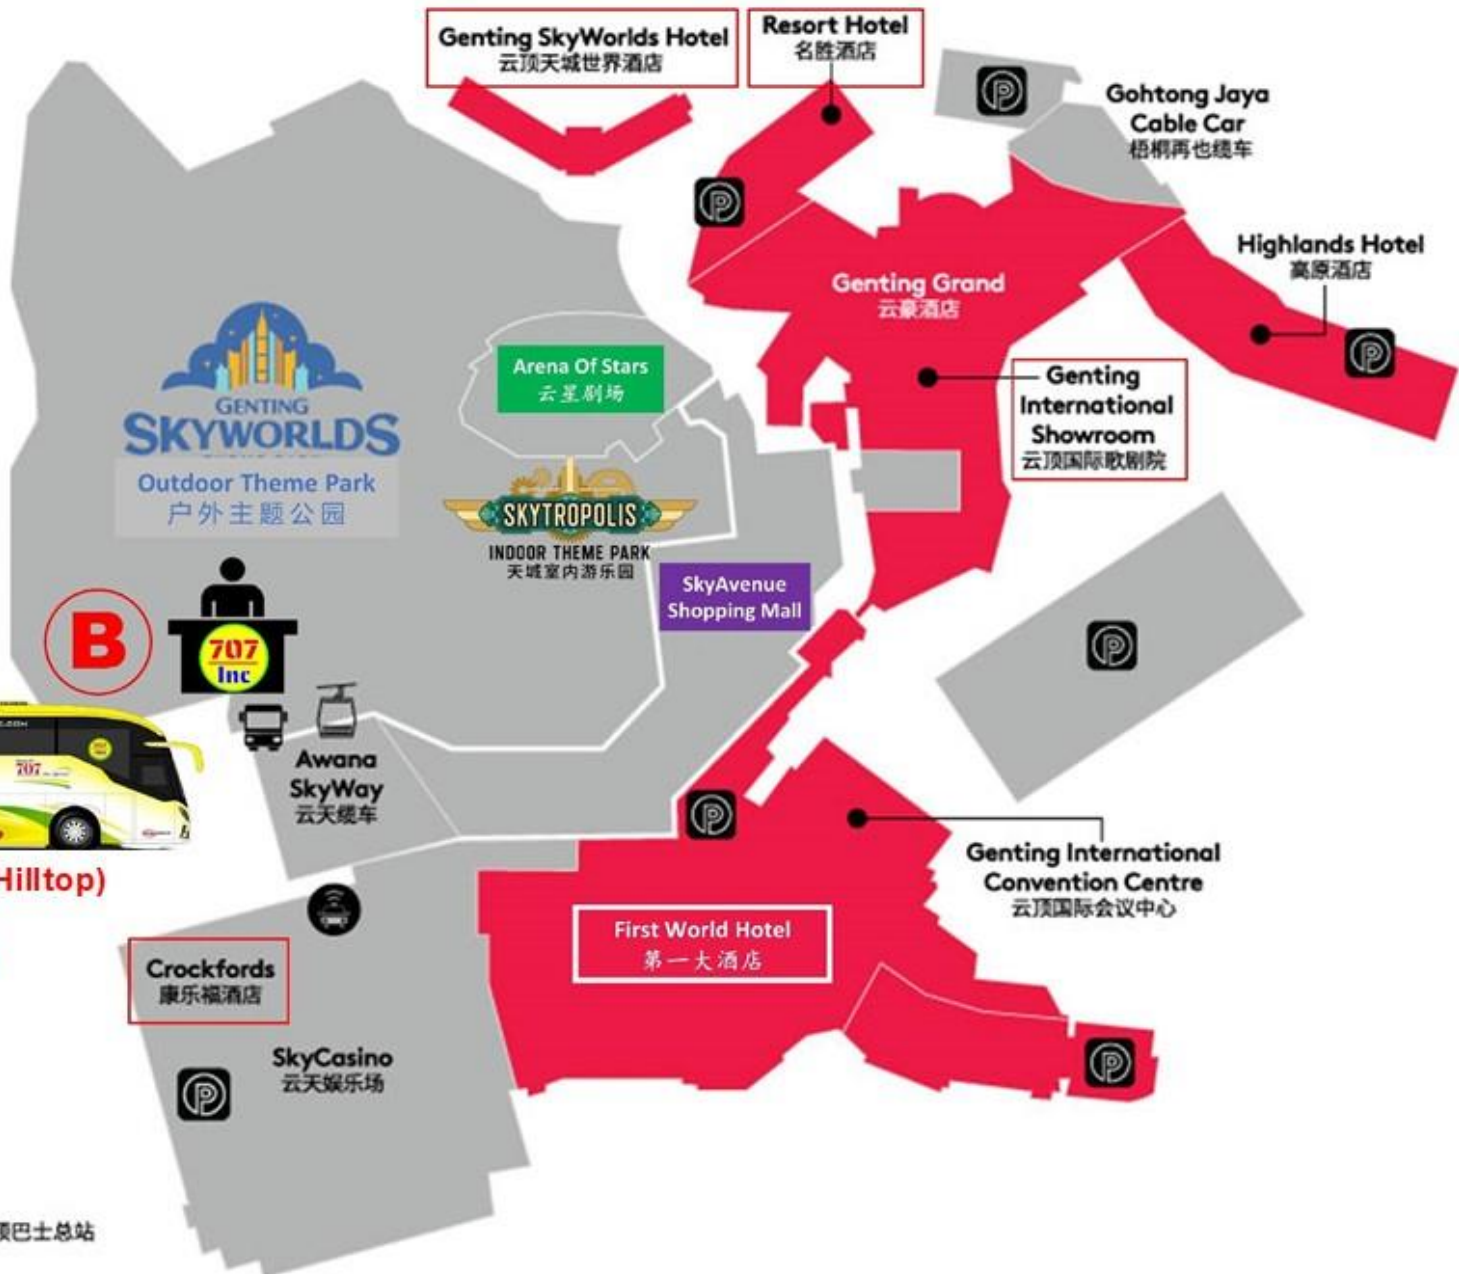 Genting SkyWorlds Hotel
云顶天城世界酒店
Resort Hotel
名胜酒店
P
Gohtong Jaya
Cable Car
梧桐再也缆车
P
Highlands Hotel
高原酒店
P
Genting Grand
云豪酒店
Arena Of Stars
云星剧场
Genting
International
Showroom
云顶国际歌剧院
GENTING
SKYWORLDS
Outdoor Theme Park
户外主题公园
SKYTROPOLIS
INDOOR THEME PARK
天城室内游乐园
SkyAvenue
Shopping Mall
B
707
Inc
P
707
Awana
SkyWay
云天缆车
P
Hilltop)
Genting International
Convention Centre
云顶国际会议中心
First World Hotel
第一大酒店
Crockfords
康乐福酒店
SkyCasino
云天娱乐场
P
P
巴士总站